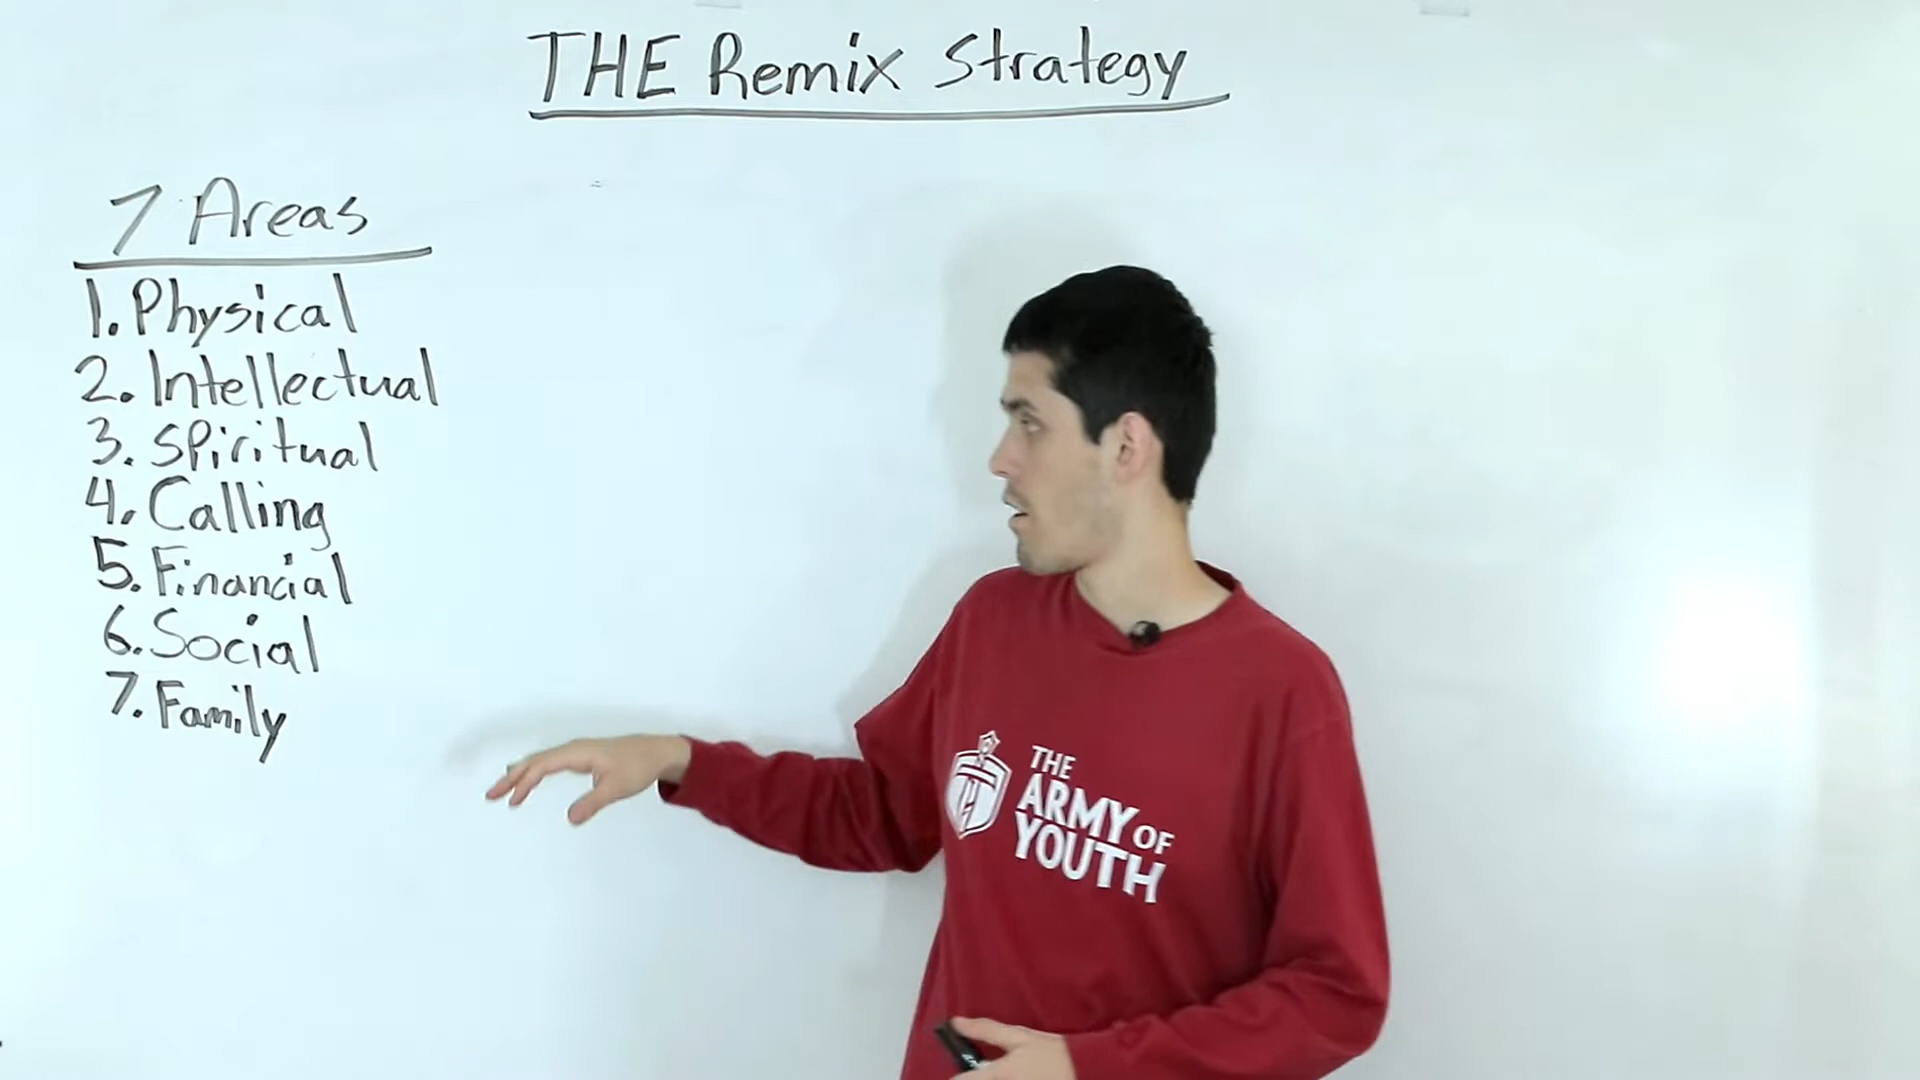 THE Remix Strategy
7 Areas
1. Physical
2. Intellectual
3. Spiritual
4. Calling
5. Financial
6. Social
7. Family
THE
ARMY OF
YOUTH